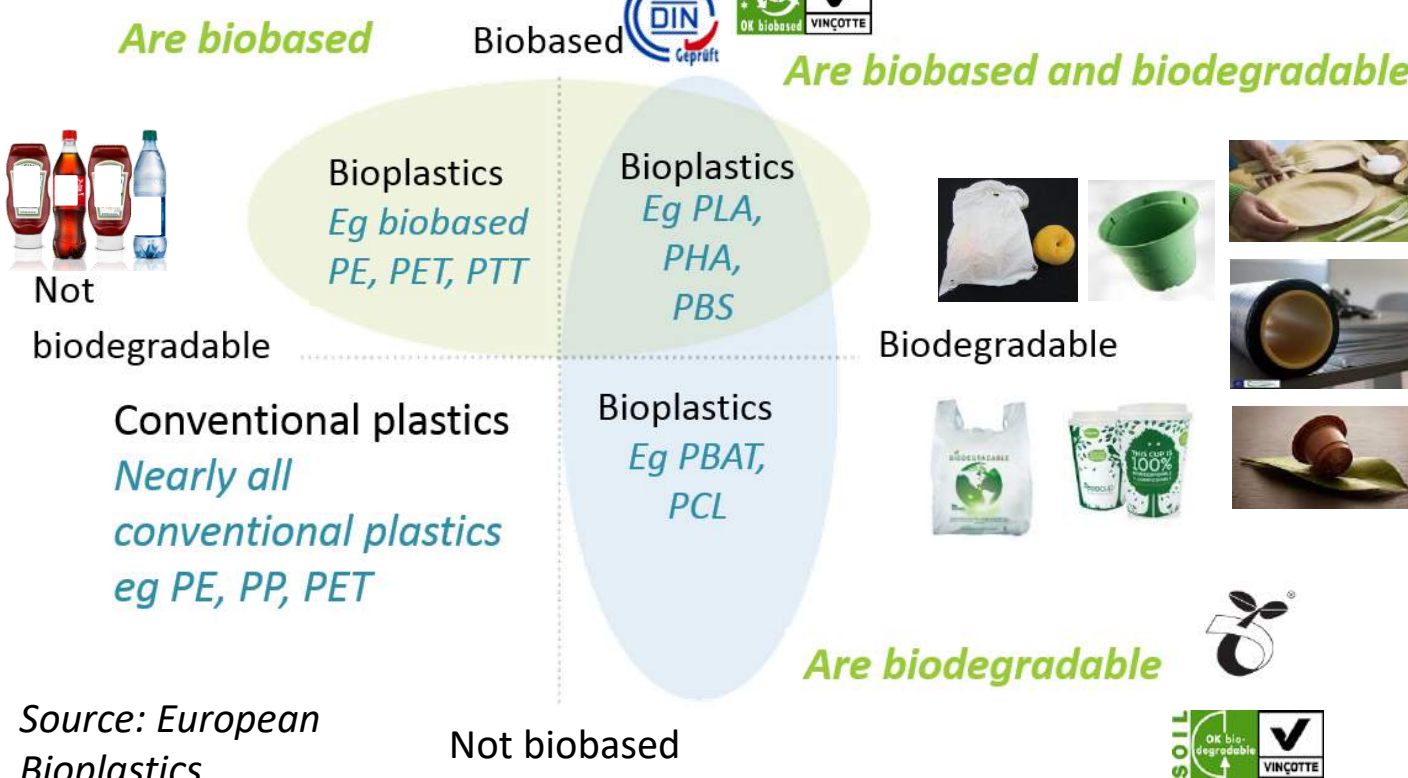 Are biobased
Biobased
DIN
Geprüft
OK biobased
VINÇOTTE
Are biobased and biodegradable
Bioplastics
Eg biobased
PE, PET, PTT
Bioplastics
Eg PLA,
PHA,
PBS
Not
biodegradable
Biodegradable
Conventional plastics
Nearly all
conventional plastics
eg PE, PP, PET
Bioplastics
Eg PBAT,
PCL
BIODEGRADABLE
THIS CUP IS
100%
ecocup
Are biodegradable
®
Source: European
Bioplastics
Not biobased
SOIL
OK bio-
degradable
VINÇOTTE